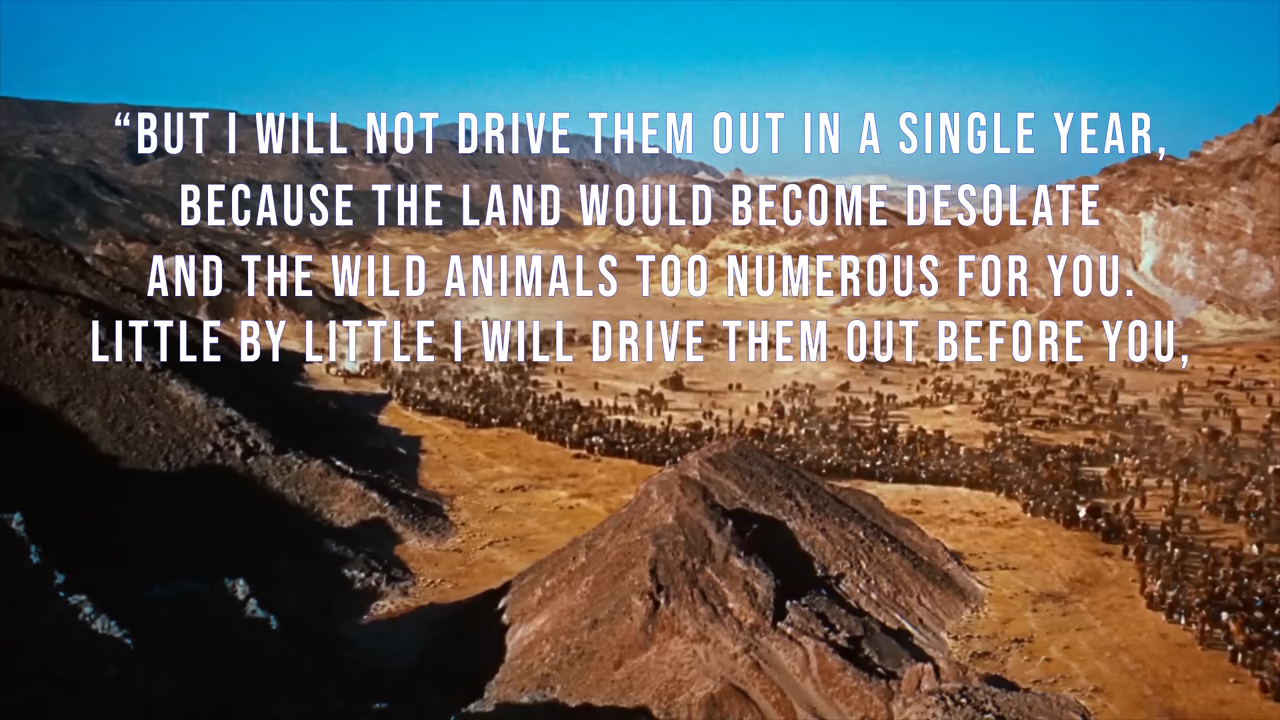 “BUT I WILL NOT DRIVE THEM OUT IN A SINGLE YEAR,
BECAUSE THE LAND WOULD BECOME DESOLATE
AND THE WILD ANIMALS TOO NUMEROUS FOR YOU.
LITTLE BY LITTLE I WILL DRIVE THEM OUT BEFORE YOU,